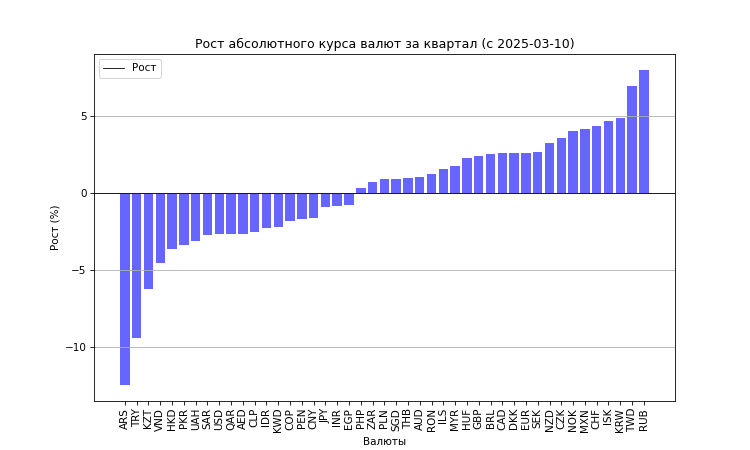 Рост абсолютного курса валют за квартал (с 2025-03-10)
Рост
5
0
−5
−10
Рост (%)
ARS TRY KZT VND HKD PKR UAH SAR USD QAR AED CLP IDR KWD COP PEN CNY JPY INR EGP PHP ZAR PLN SGD THB AUD RON ILS MYR HUF GBP BRL CAD DKK EUR SEK NZD CZK NOK MXN CHF ISK KRW TWD RUB
Валюты